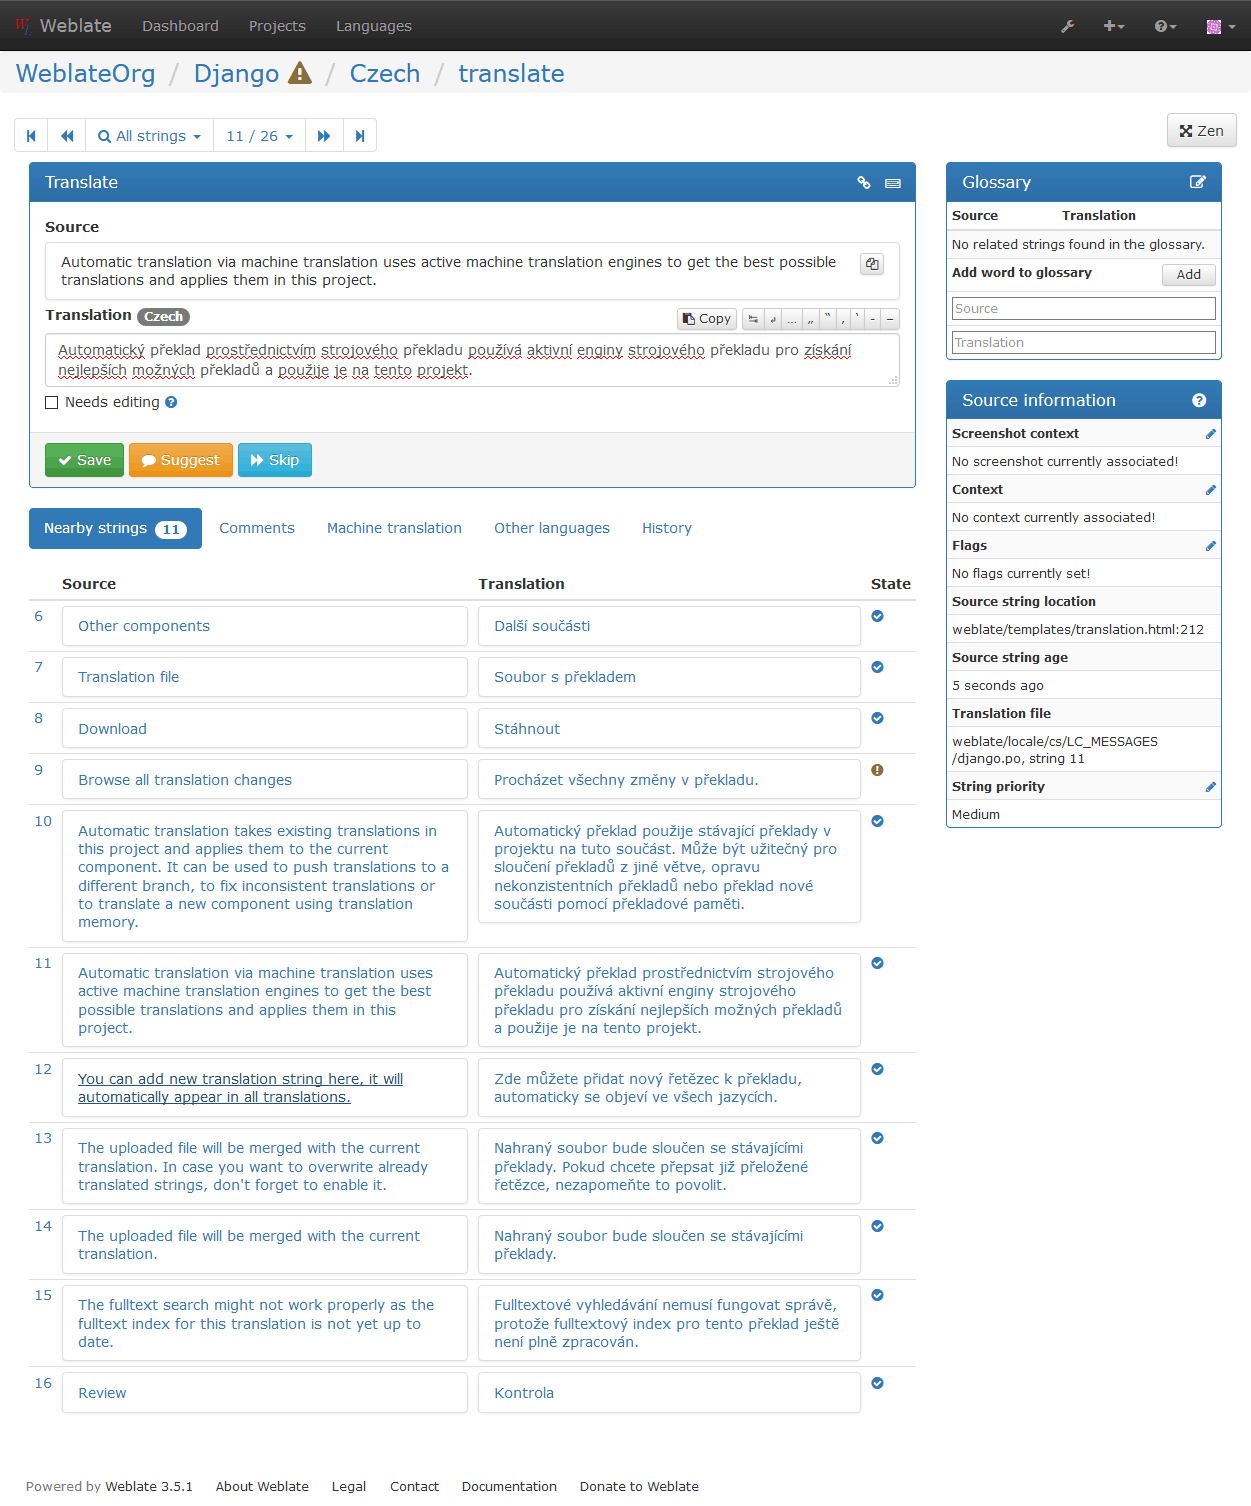 Weblate Dashboard Projects Languages
WeblateOrg / Django / Czech / translate
All strings 11 / 26 Zen
Translate
Source
Automatic translation via machine translation uses active machine translation engines to get the best possible
translations and applies them in this project.
Translation Czech Copy … „ “ ‚ ‘ - –
Automatický překlad prostřednictvím strojového překladu používá aktivní enginy strojového překladu pro získání
nejlepších možných překladů a použije je na tento projekt.
Needs editing
Save Suggest Skip
Glossary
Source Translation
No related strings found in the glossary.
Add word to glossary Add
Source
Translation
Source information
Screenshot context
No screenshot currently associated!
Context
No context currently associated!
Flags
No flags currently set!
Source string location
weblate/templates/translation.html:212
Source string age
5 seconds ago
Translation file
weblate/locale/cs/LC_MESSAGES
/django.po, string 11
String priority
Medium
Nearby strings 11 Comments Machine translation Other languages History
Source Translation State
6 Other components Další součásti
7 Translation file Soubor s překladem
8 Download Stáhnout
9 Browse all translation changes Procházet všechny změny v překladu.
10 Automatic translation takes existing translations in
this project and applies them to the current
component. It can be used to push translations to a
different branch, to fix inconsistent translations or
to translate a new component using translation
memory.
Automatický překlad použije stávající překlady v
projektu na tuto součást. Může být užitečný pro
sloučení překladů z jiné větve, opravu
nekonzistentních překladů nebo překlad nové
součásti pomocí překladové paměti.
11 Automatic translation via machine translation uses
active machine translation engines to get the best
possible translations and applies them in this
project.
Automatický překlad prostřednictvím strojového
překladu používá aktivní enginy strojového
překladu pro získání nejlepších možných překladů
a použije je na tento projekt.
12 You can add new translation string here, it will
automatically appear in all translations.
Zde můžete přidat nový řetězec k překladu,
automaticky se objeví ve všech jazycích.
13 The uploaded file will be merged with the current
translation. In case you want to overwrite already
translated strings, don't forget to enable it.
Nahraný soubor bude sloučen se stávajícími
překlady. Pokud chcete přepsat již přeložené
řetězce, nezapomeňte to povolit.
14 The uploaded file will be merged with the current
translation.
Nahraný soubor bude sloučen se stávajícími
překlady.
15 The fulltext search might not work properly as the
fulltext index for this translation is not yet up to
date.
Fulltextové vyhledávání nemusí fungovat správě,
protože fulltextový index pro tento překlad ještě
není plně zpracován.
16 Review Kontrola
Powered by Weblate 3.5.1 About Weblate Legal Contact Documentation Donate to Weblate